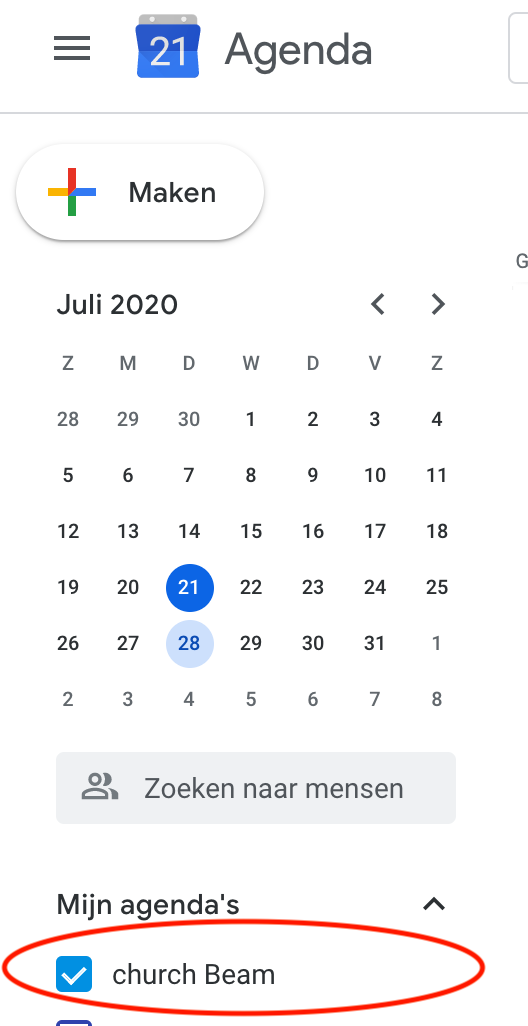 21 Agenda
Maken
G
Juli 2020
Z M D W D V Z
28 29 30 1 2 3 4
5 6 7 8 9 10 11
12 13 14 15 16 17 18
19 20 21 22 23 24 25
26 27 28 29 30 31 1
2 3 4 5 6 7 8
Zoeken naar mensen
Mijn agenda's
church Beam